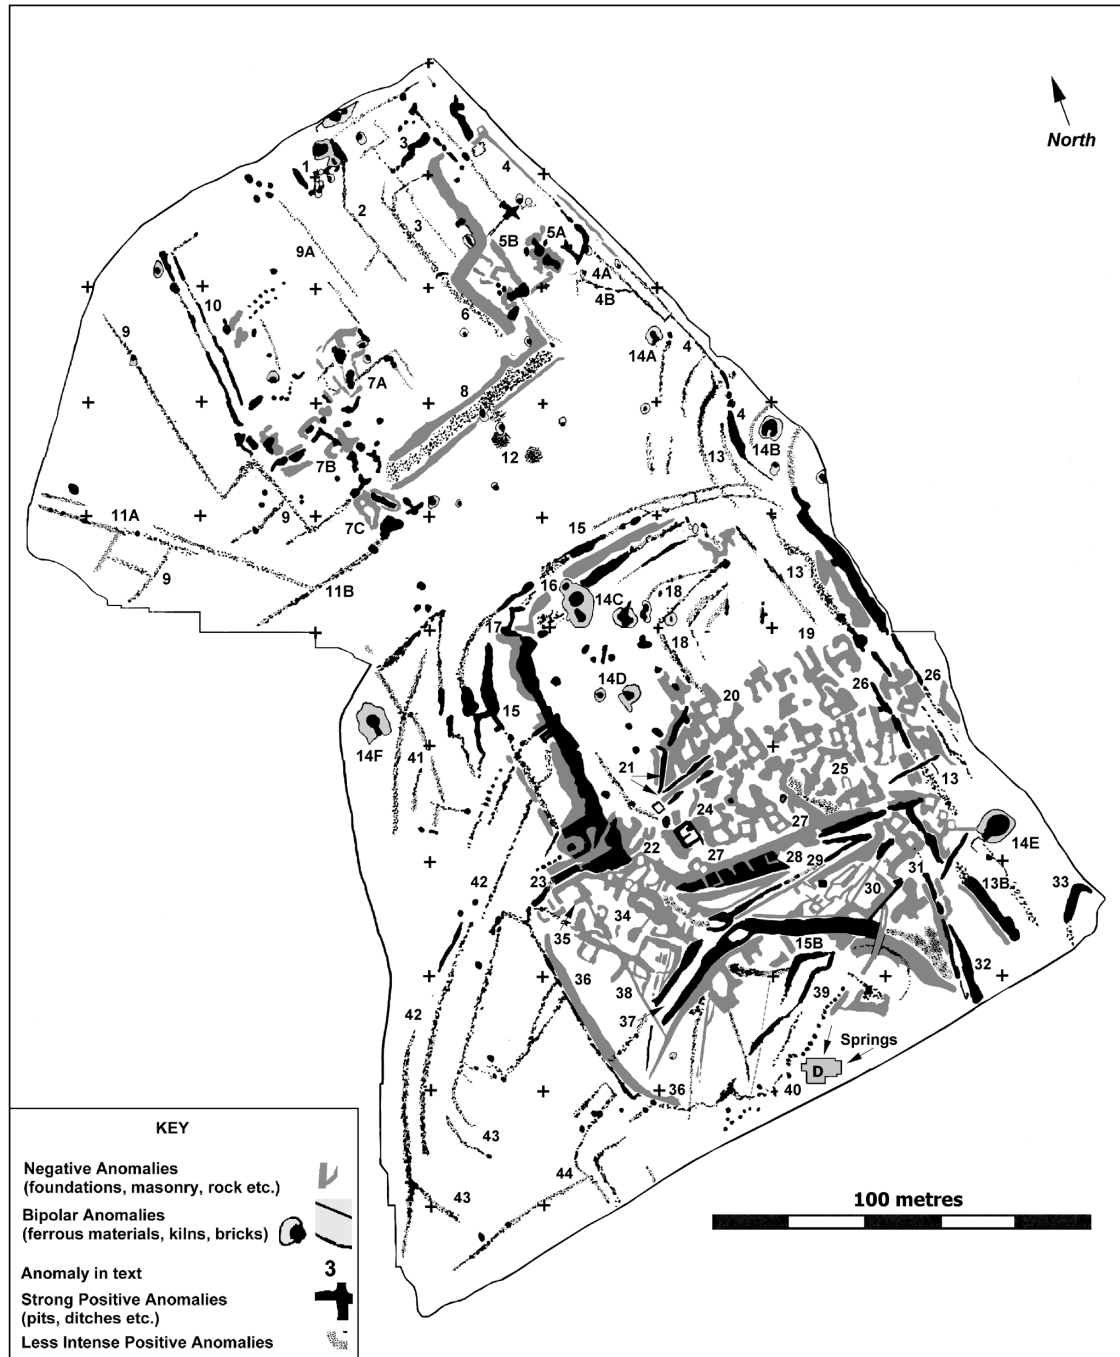 North
1
3
4
2
3
5B
5A
9A
4A
4B
6
10
9
14A
4
7A
8
4
14B
7B
12
13
9
7C
11A
15
9
11B
16
14C
18
13
17
18
19
14D
26
26
20
15
14F
41
21
25
13
24
27
14E
22
27
28
29
42
23
30
31
13B
33
34
35
15B
32
36
38
39
37
42
Springs
D
36
40
43
44
43
100 metres
KEY
Negative Anomalies
(foundations, masonry, rock etc.)
Bipolar Anomalies
(ferrous materials, kilns, bricks)
Anomaly in text 3
Strong Positive Anomalies
(pits, ditches etc.)
Less Intense Positive Anomalies